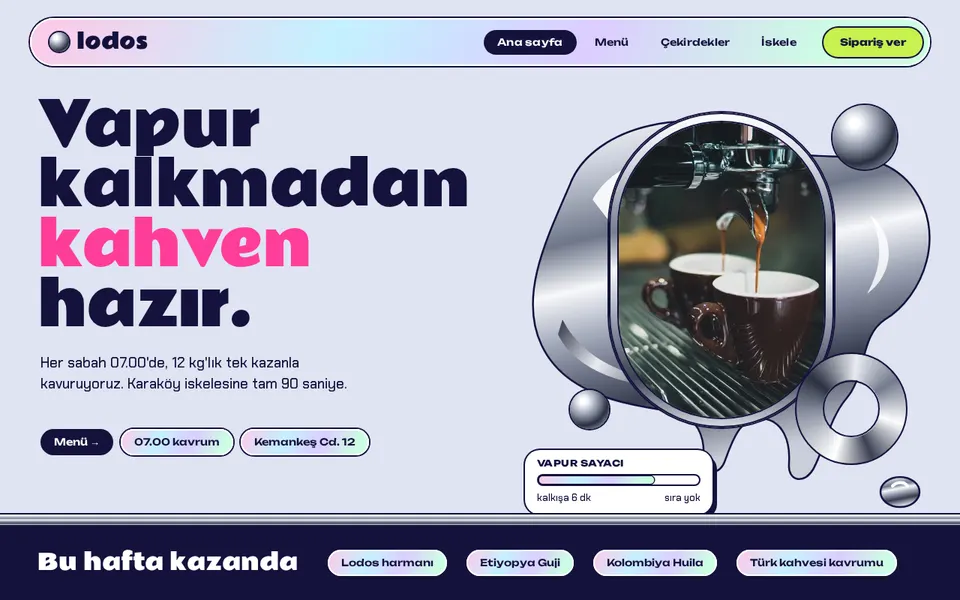 lodos
Ana sayfa
Menü
Çekirdekler
İskele
Sipariş ver
Vapur
kalkmadan
kahven
hazır.
Her sabah 07.00'de, 12 kg'lık tek kazanla
kavuruyoruz. Karaköy iskelesine tam 90 saniye.
Menü →
07.00 kavrum
Kemankeş Cd. 12
VAPUR SAYACI
kalkışa 6 dk
sıra yok
Bu hafta kazanda
Lodos harmanı
Etiyopya Guji
Kolombiya Huila
Türk kahvesi kavrumu